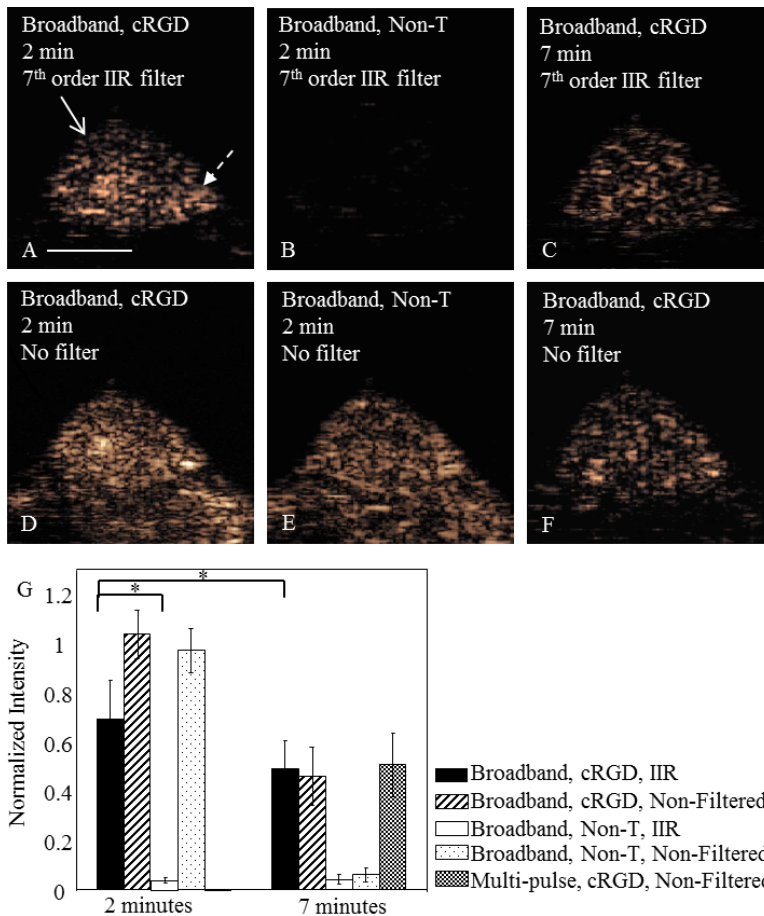 Broadband, cRGD
2 min
7th order IIR filter
A
Broadband, Non-T
2 min
7th order IIR filter
B
Broadband, cRGD
7 min
7th order IIR filter
C
Broadband, cRGD
2 min
No filter
D
Broadband, Non-T
2 min
No filter
E
Broadband, cRGD
7 min
No filter
F
G
Normalized Intensity
1.2
1
0.8
0.6
0.4
0.2
0
*
*
2 minutes
7 minutes
Broadband, cRGD, IIR
Broadband, cRGD, Non-Filtered
Broadband, Non-T, IIR
Broadband, Non-T, Non-Filtered
Multi-pulse, cRGD, Non-Filtered